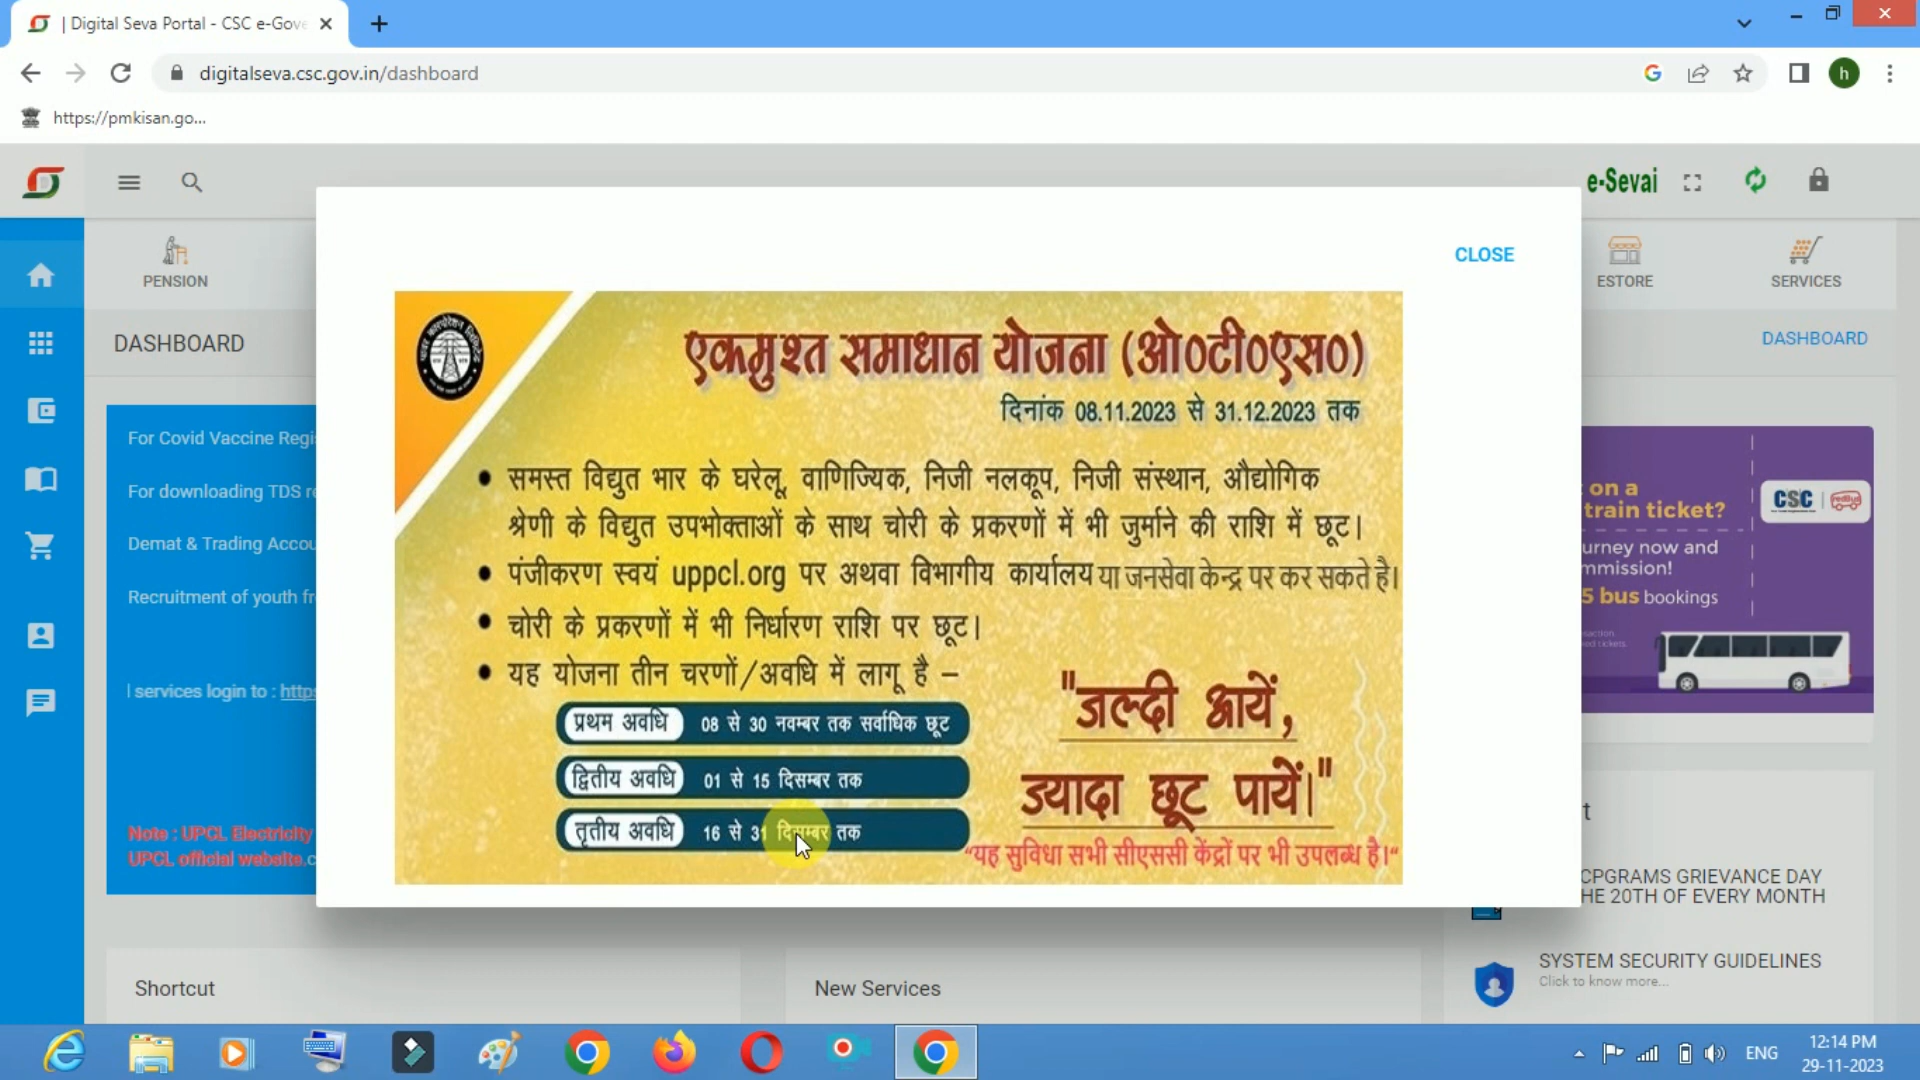 | Digital Seva Portal - CSC e-Gove
digitalseva.csc.gov.in/dashboard
h
https://pmkisan.go...
e-Sevai
PENSION
ESTORE
SERVICES
CLOSE
DASHBOARD
DASHBOARD
For Covid Vaccine Regi
For downloading TDS re
Demat & Trading Accou
Recruitment of youth fr
l services login to : https
Note : UPCL Electricity
UPCL official website.c
एकमुश्त समाधान योजना (ओ0टी0एस0)
दिनांक 08.11.2023 से 31.12.2023 तक
• समस्त विद्युत भार के घरेलू, वाणिज्यिक, निजी नलकूप, निजी संस्थान, औद्योगिक
श्रेणी के विद्युत उपभोक्ताओं के साथ चोरी के प्रकरणों में भी जुर्माने की राशि में छूट।
• पंजीकरण स्वयं uppcl.org पर अथवा विभागीय कार्यालय या जनसेवा केन्द्र पर कर सकते है।
• चोरी के प्रकरणों में भी निर्धारण राशि पर छूट।
• यह योजना तीन चरणों/अवधि में लागू है –
प्रथम अवधि 08 से 30 नवम्बर तक सर्वाधिक छूट
द्वितीय अवधि 01 से 15 दिसम्बर तक
तृतीय अवधि 16 से 31 दिसम्बर तक
"जल्दी आयें,
ज्यादा छूट पायें।"
"यह सुविधा सभी सीएससी केंद्रों पर भी उपलब्ध है।"
on a
train ticket?
CSC
redBus
urney now and
mmission!
5 bus bookings
t
CPGRAMS GRIEVANCE DAY
HE 20TH OF EVERY MONTH
SYSTEM SECURITY GUIDELINES
Click to know more...
Shortcut
New Services
ENG
12:14 PM
29-11-2023